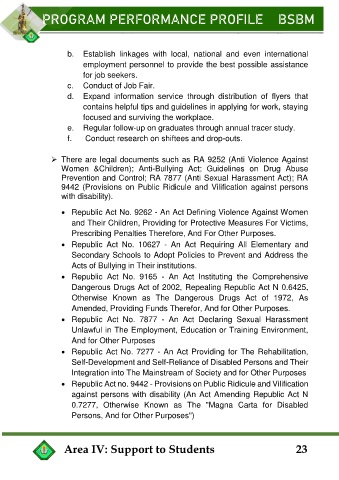 PROGRAM PERFORMANCE PROFILE BSBM
b. Establish linkages with local, national and even international
employment personnel to provide the best possible assistance
for job seekers.
c. Conduct of Job Fair.
d. Expand information service through distribution of flyers that
contains helpful tips and guidelines in applying for work, staying
focused and surviving the workplace.
e. Regular follow-up on graduates through annual tracer study.
f. Conduct research on shiftees and drop-outs.
➢ There are legal documents such as RA 9252 (Anti Violence Against
Women &Children); Anti-Bullying Act; Guidelines on Drug Abuse
Prevention and Control; RA 7877 (Anti Sexual Harassment Act); RA
9442 (Provisions on Public Ridicule and Vilification against persons
with disability).
• Republic Act No. 9262 - An Act Defining Violence Against Women
and Their Children, Providing for Protective Measures For Victims,
Prescribing Penalties Therefore, And For Other Purposes.
• Republic Act No. 10627 - An Act Requiring All Elementary and
Secondary Schools to Adopt Policies to Prevent and Address the
Acts of Bullying in Their institutions.
• Republic Act No. 9165 - An Act Instituting the Comprehensive
Dangerous Drugs Act of 2002, Repealing Republic Act N 0.6425,
Otherwise Known as The Dangerous Drugs Act of 1972, As
Amended, Providing Funds Therefor, And for Other Purposes.
• Republic Act No. 7877 - An Act Declaring Sexual Harassment
Unlawful in The Employment, Education or Training Environment,
And for Other Purposes
• Republic Act No. 7277 - An Act Providing for The Rehabilitation,
Self-Development and Self-Reliance of Disabled Persons and Their
Integration into The Mainstream of Society and for Other Purposes
• Republic Act no. 9442 - Provisions on Public Ridicule and Vilification
against persons with disability (An Act Amending Republic Act N
0.7277, Otherwise Known as The "Magna Carta for Disabled
Persons, And for Other Purposes")
Area IV: Support to Students 23